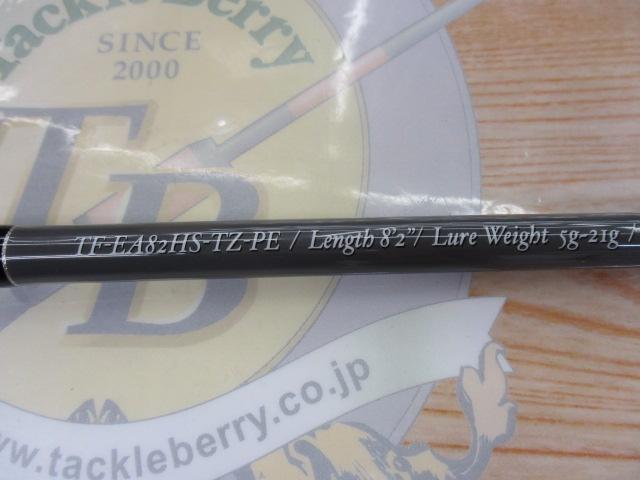 TackleBerry
SINCE
2000
TB
TF-EA82HS-TZ-PE / Length 8'2"/ Lure Weight 5g-21g /
www.tackleberry.co.jp